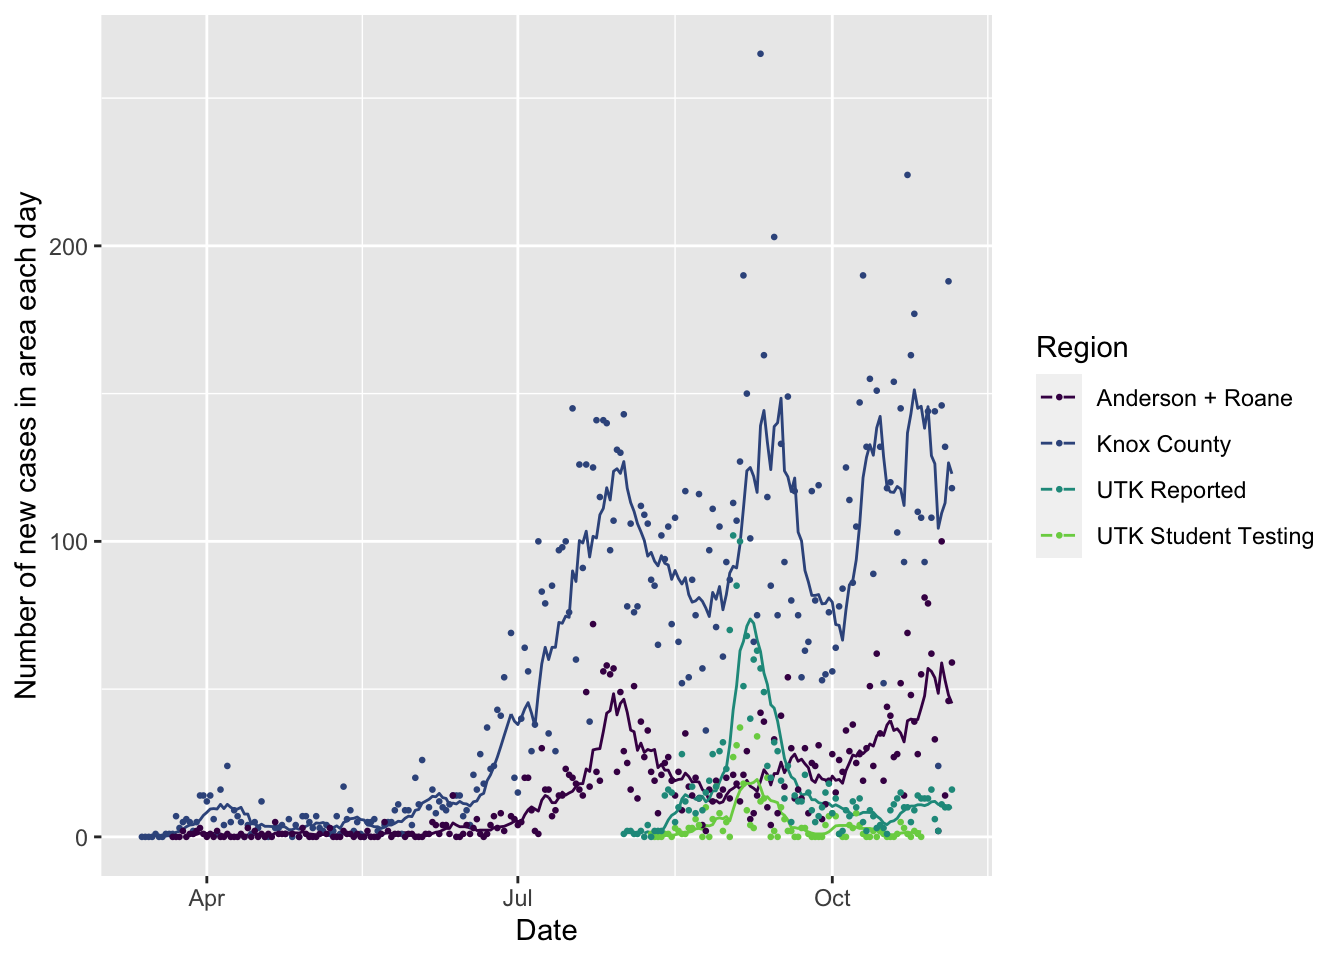 Number of new cases in area each day
200
100
0
Apr
Jul
Oct
Date
Region
Anderson + Roane
Knox County
UTK Reported
UTK Student Testing